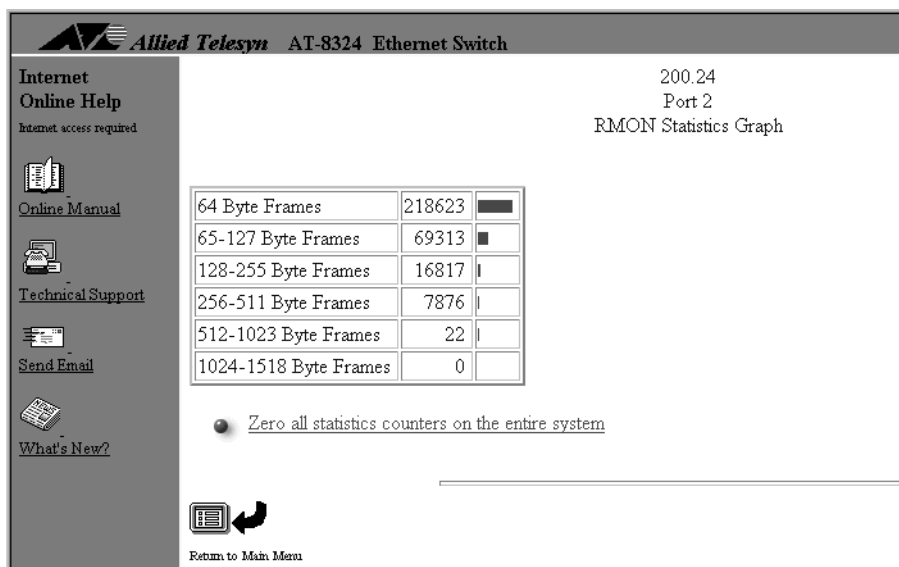 Allied Telesyn AT-8324 Ethernet Switch
Internet
Online Help
Internet access required
Online Manual
Technical Support
Send Email
What's New?
200.24
Port 2
RMON Statistics Graph
64 Byte Frames 218623
65-127 Byte Frames 69313
128-255 Byte Frames 16817
256-511 Byte Frames 7876
512-1023 Byte Frames 22
1024-1518 Byte Frames 0
Zero all statistics counters on the entire system
Return to Main Menu